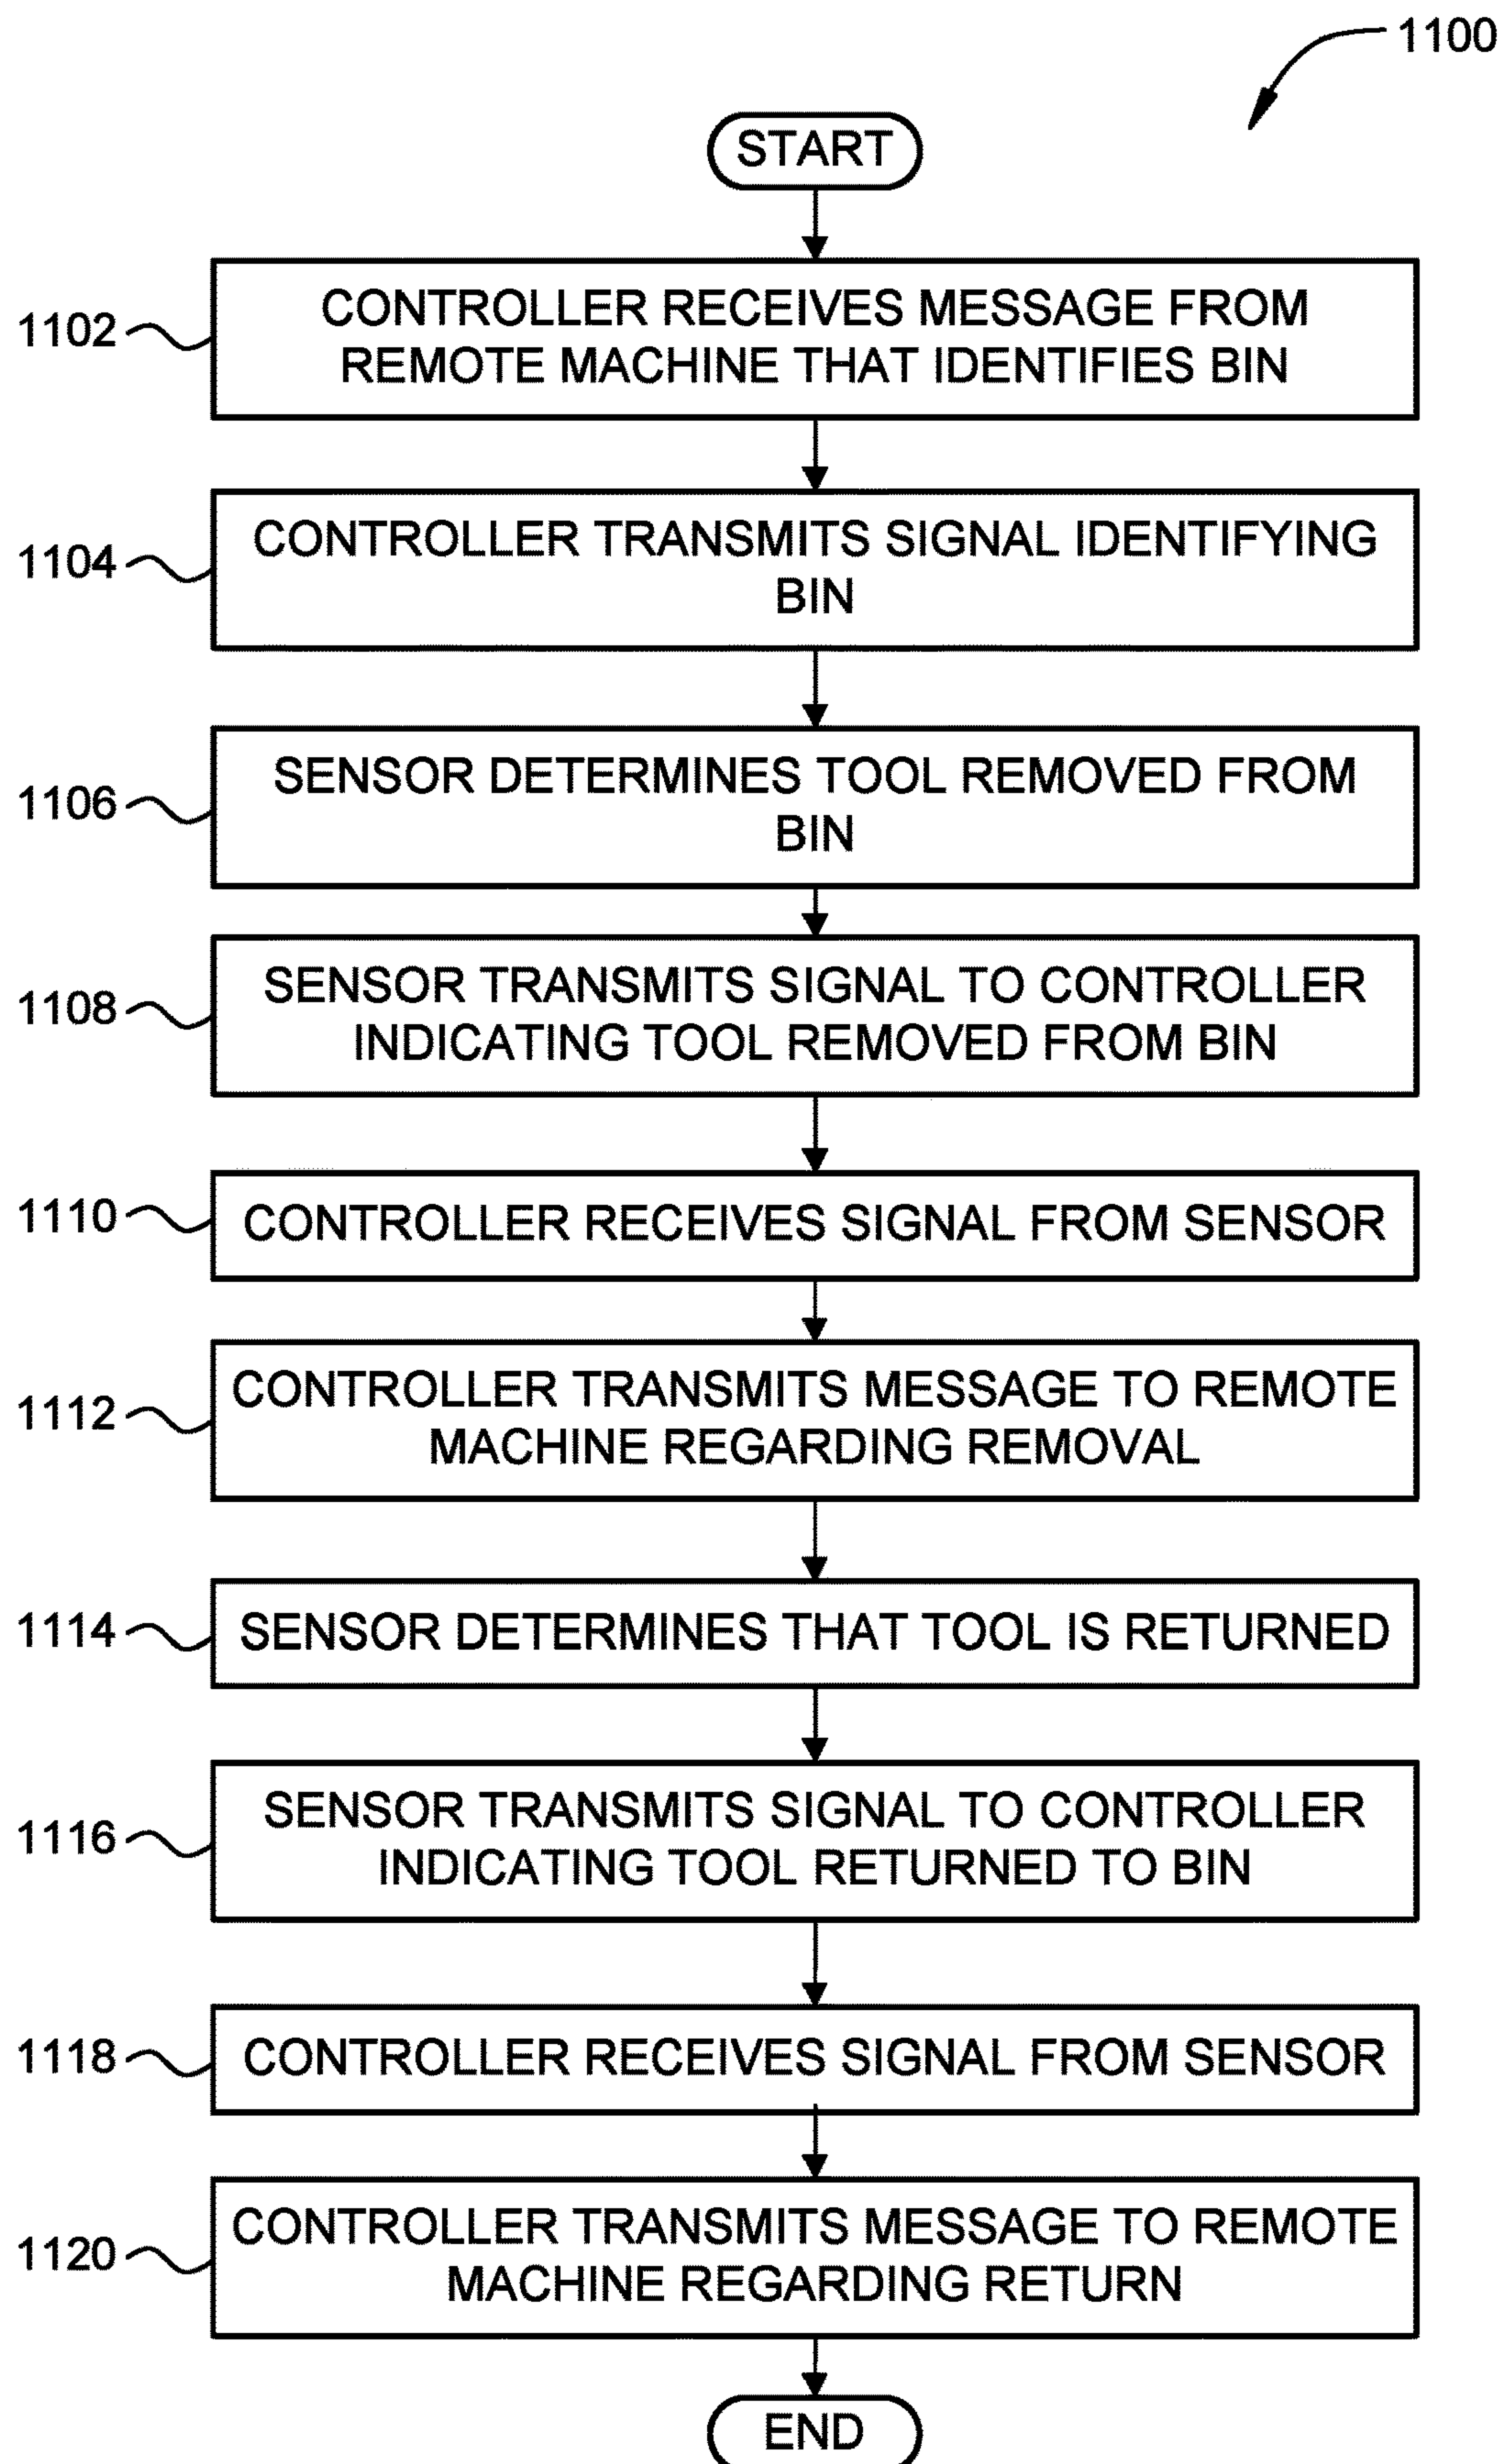 1100
START
1102
CONTROLLER RECEIVES MESSAGE FROM
REMOTE MACHINE THAT IDENTIFIES BIN
1104
CONTROLLER TRANSMITS SIGNAL IDENTIFYING
BIN
1106
SENSOR DETERMINES TOOL REMOVED FROM
BIN
1108
SENSOR TRANSMITS SIGNAL TO CONTROLLER
INDICATING TOOL REMOVED FROM BIN
1110
CONTROLLER RECEIVES SIGNAL FROM SENSOR
1112
CONTROLLER TRANSMITS MESSAGE TO REMOTE
MACHINE REGARDING REMOVAL
1114
SENSOR DETERMINES THAT TOOL IS RETURNED
1116
SENSOR TRANSMITS SIGNAL TO CONTROLLER
INDICATING TOOL RETURNED TO BIN
1118
CONTROLLER RECEIVES SIGNAL FROM SENSOR
1120
CONTROLLER TRANSMITS MESSAGE TO REMOTE
MACHINE REGARDING RETURN
END